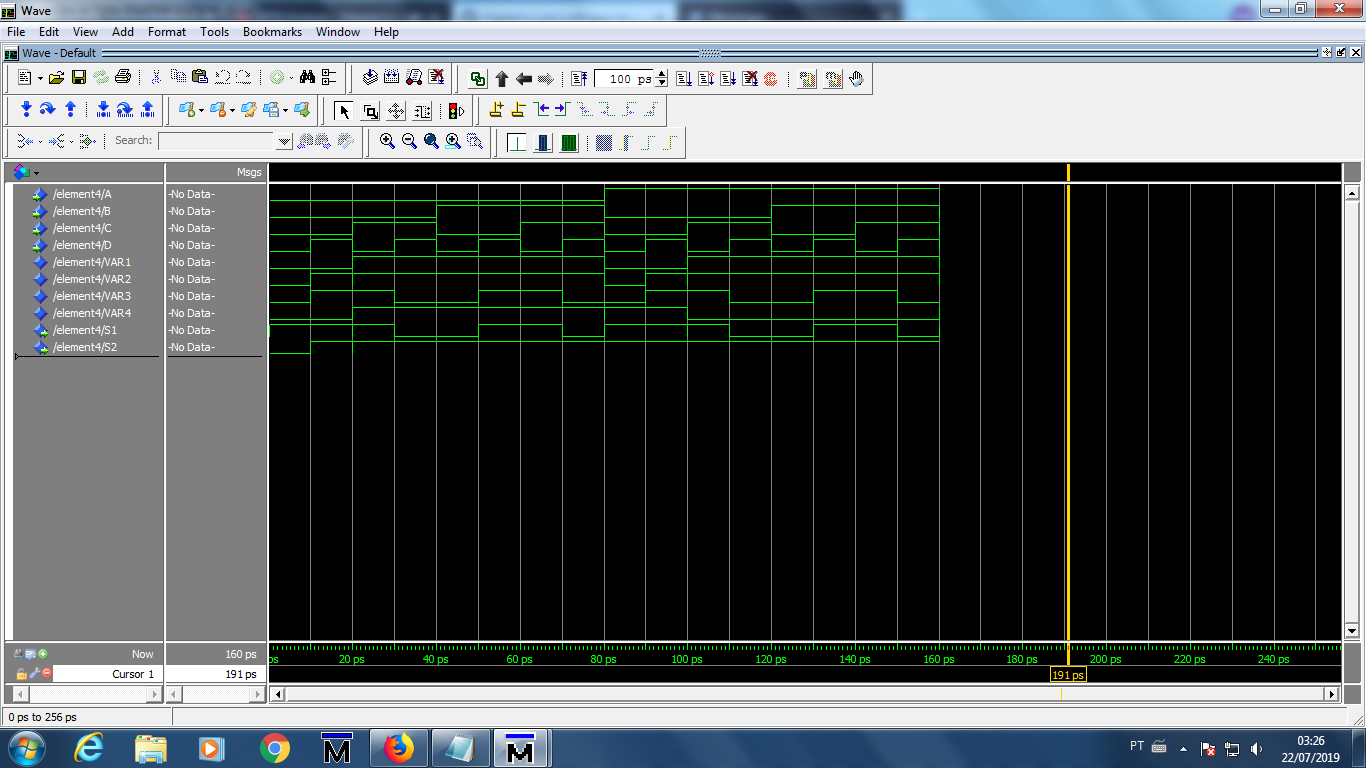 Wave
File Edit View Add Format Tools Bookmarks Window Help
Wave - Default
100 ps
Search:
Msgs
/element4/A -No Data-
/element4/B -No Data-
/element4/C -No Data-
/element4/D -No Data-
/element4/VAR1 -No Data-
/element4/VAR2 -No Data-
/element4/VAR3 -No Data-
/element4/VAR4 -No Data-
/element4/S1 -No Data-
/element4/S2 -No Data-
Now 160 ps
ps 20 ps 40 ps 60 ps 80 ps 100 ps 120 ps 140 ps 160 ps 180 ps 200 ps 220 ps 240 ps
Cursor 1 191 ps
191 ps
0 ps to 256 ps
PT
03:26
22/07/2019